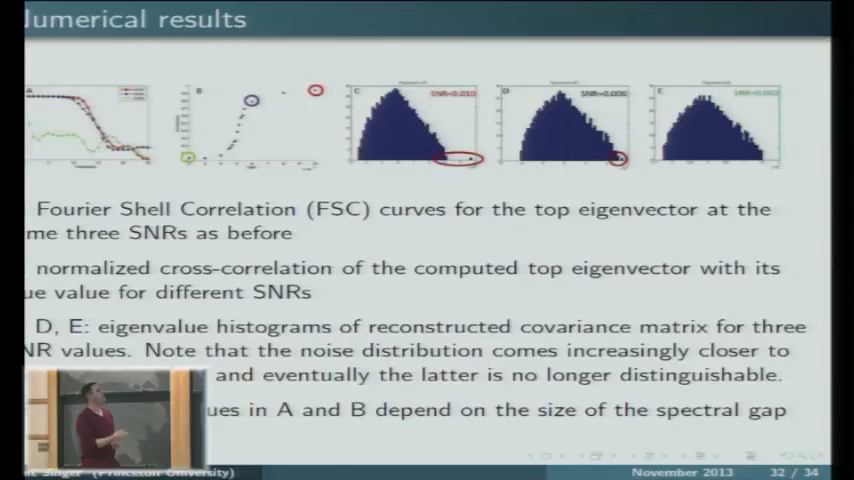 Numerical results
A
B
C
SNR=0.010
D
SNR=0.006
E
SNR=0.002
Fourier Shell Correlation (FSC) curves for the top eigenvector at the
me three SNRs as before
normalized cross-correlation of the computed top eigenvector with its
ue value for different SNRs
D, E: eigenvalue histograms of reconstructed covariance matrix for three
NR values. Note that the noise distribution comes increasingly closer to
and eventually the latter is no longer distinguishable.
ues in A and B depend on the size of the spectral gap
Singer (Princeton University)
November 2013
32 / 34